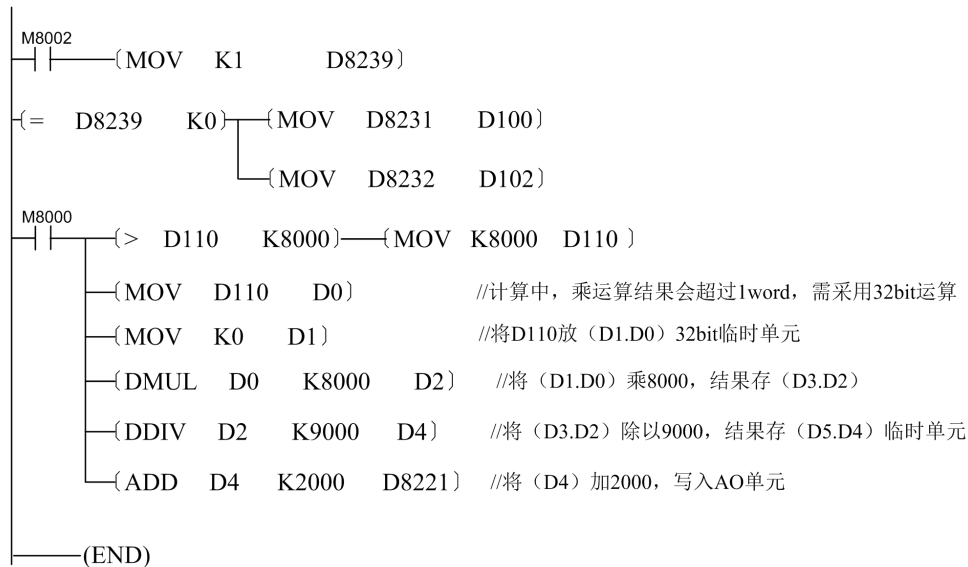 M8002
[MOV K1 D8239]
[= D8239 K0] [MOV D8231 D100]
[MOV D8232 D102]
M8000
[> D110 K8000] [MOV K8000 D110 ]
[MOV D110 D0] //计算中，乘运算结果会超过1word，需采用32bit运算
[MOV K0 D1] //将D110放（D1.D0）32bit临时单元
[DMUL D0 K8000 D2] //将（D1.D0）乘8000，结果存（D3.D2）
[DDIV D2 K9000 D4] //将（D3.D2）除以9000，结果存（D5.D4）临时单元
[ADD D4 K2000 D8221] //将（D4）加2000，写入AO单元
(END)